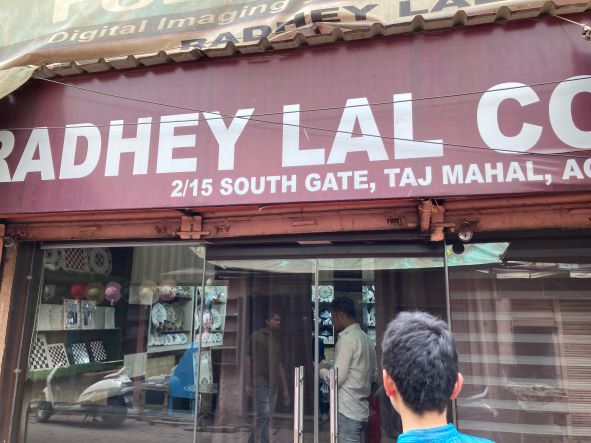 Digital Imaging
RADHEY LAL
RADHEY LAL CO
2/15 SOUTH GATE, TAJ MAHAL, AG